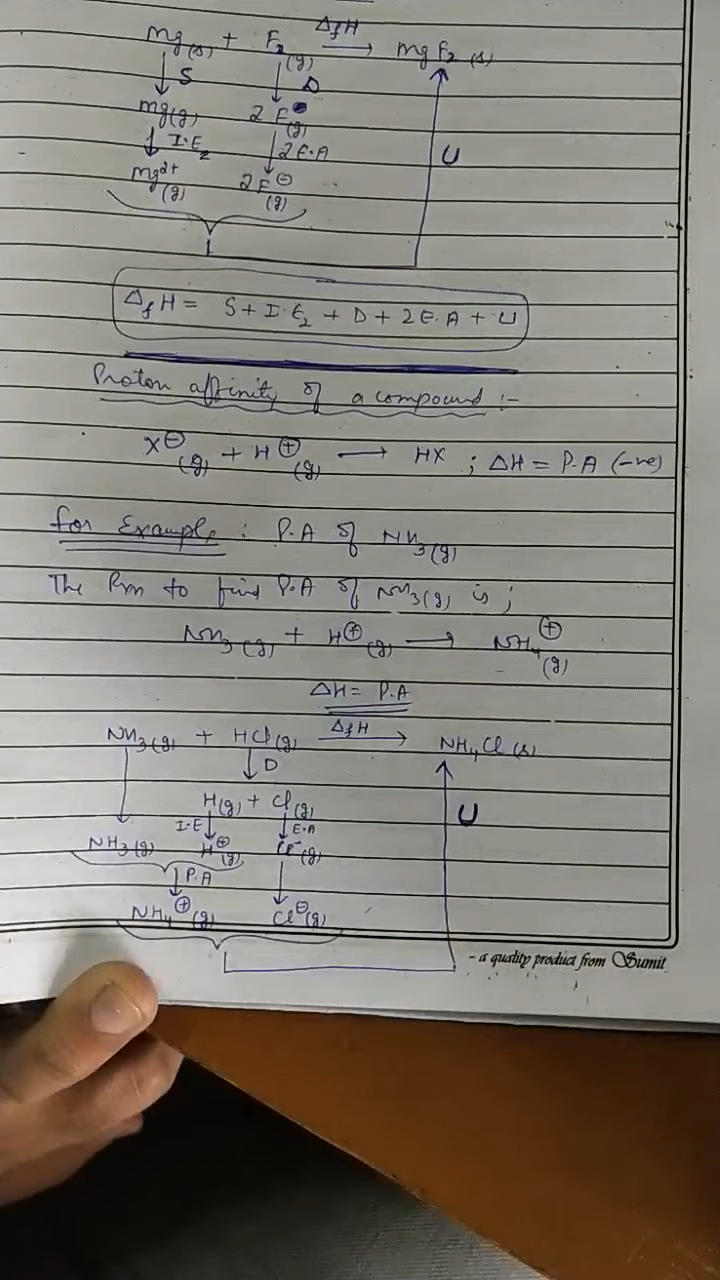 Mg(s) + F₂(g) ΔfH → MgF₂(s)
↓ S ↓ D
Mg(g) 2F(g)
↓ I.E₂ ↓ 2E.A U
Mg²⁺(g) 2F⊖(g)
ΔfH = S + I.E₂ + D + 2E.A + U
Proton affinity of a compound :-
X⊖(g) + H⊕(g) → HX ; ΔH = P.A (-ve)
for Example : P.A of NH₃(g)
The Rxn to find P.A of NH₃(g) is ;
NH₃(g) + H⊕(g) → NH₄⊕(g)
ΔH = P.A
NH₃(g) + HCl(g) ΔfH → NH₄Cl(s)
↓ D
H(g) + Cl(g)
I.E ↓ ↓ E.A U
NH₃(g) H⊕(g) Cl⁻(g)
↓ P.A ↓
NH₄⊕(g) Cl⊖(g)
- a quality product from Sumit